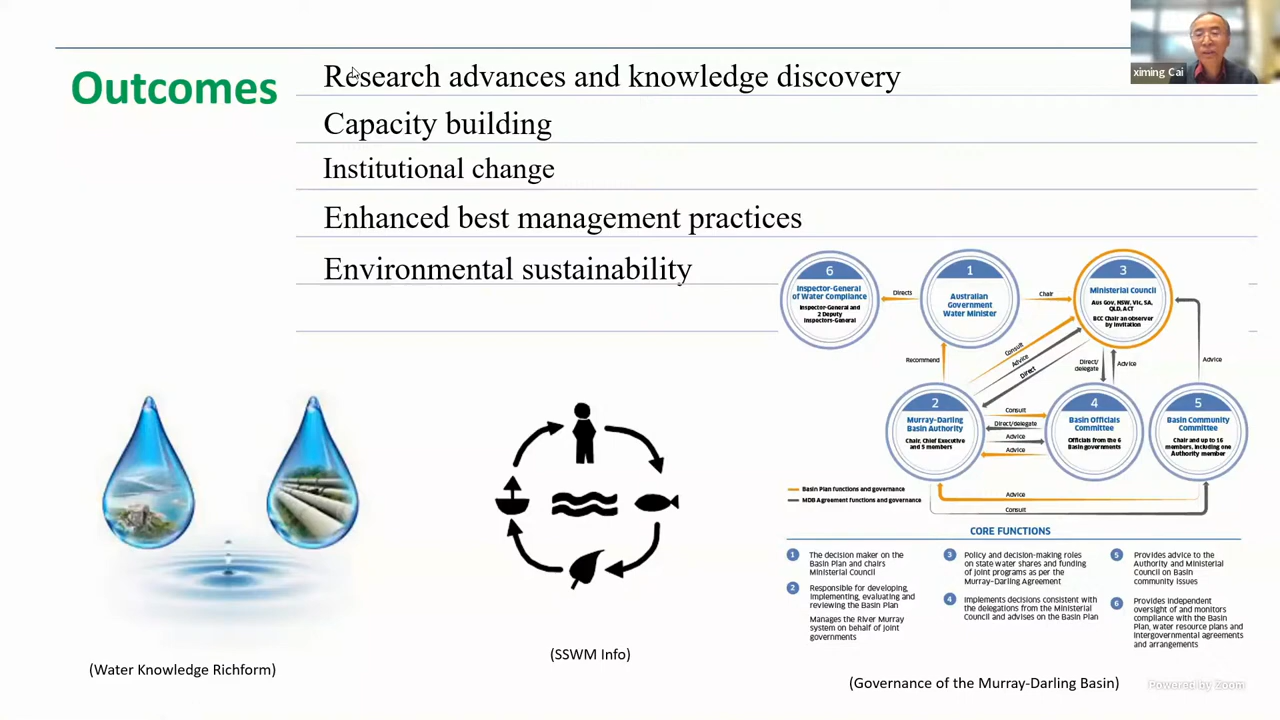 ximing Cai
Outcomes
Research advances and knowledge discovery
Capacity building
Institutional change
Enhanced best management practices
Environmental sustainability
6
Inspector-General
of Water Compliance
Inspector-General and
2 Deputy
Inspectors-General
Directs
1
Australian
Government
Water Minister
Chair
3
Ministerial Council
Aus Gov, NSW, Vic, SA,
QLD, ACT
BCC Chair an observer
by invitation
Recommend
Consult
Advice
Direct
Direct/
delegate
Advice
Advice
2
Murray-Darling
Basin Authority
Chair, Chief Executive
and 5 members
Consult
Direct/delegate
Advice
Advice
4
Basin Officials
Committee
Officials from the 6
Basin governments
5
Basin Community
Committee
Chair and up to 16
members, including one
Authority member
Basin Plan functions and governance
MDB Agreement functions and governance
Advice
Consult
CORE FUNCTIONS
1 The decision maker on the
Basin Plan and chairs
Ministerial Council
2 Responsible for developing,
implementing, evaluating and
reviewing the Basin Plan
Manages the River Murray
system on behalf of joint
governments
3 Policy and decision-making roles
on state water shares and funding
of joint programs as per the
Murray–Darling Agreement
4 Implements decisions consistent with
the delegations from the Ministerial
Council and advises on the Basin Plan
5 Provides advice to the
Authority and Ministerial
Council on Basin
community issues
6 Provides independent
oversight of and monitors
compliance with the Basin
Plan, water resource plans and
intergovernmental agreements
and arrangements
(Water Knowledge Richform)
(SSWM Info)
(Governance of the Murray-Darling Basin)
Powered by Zoom